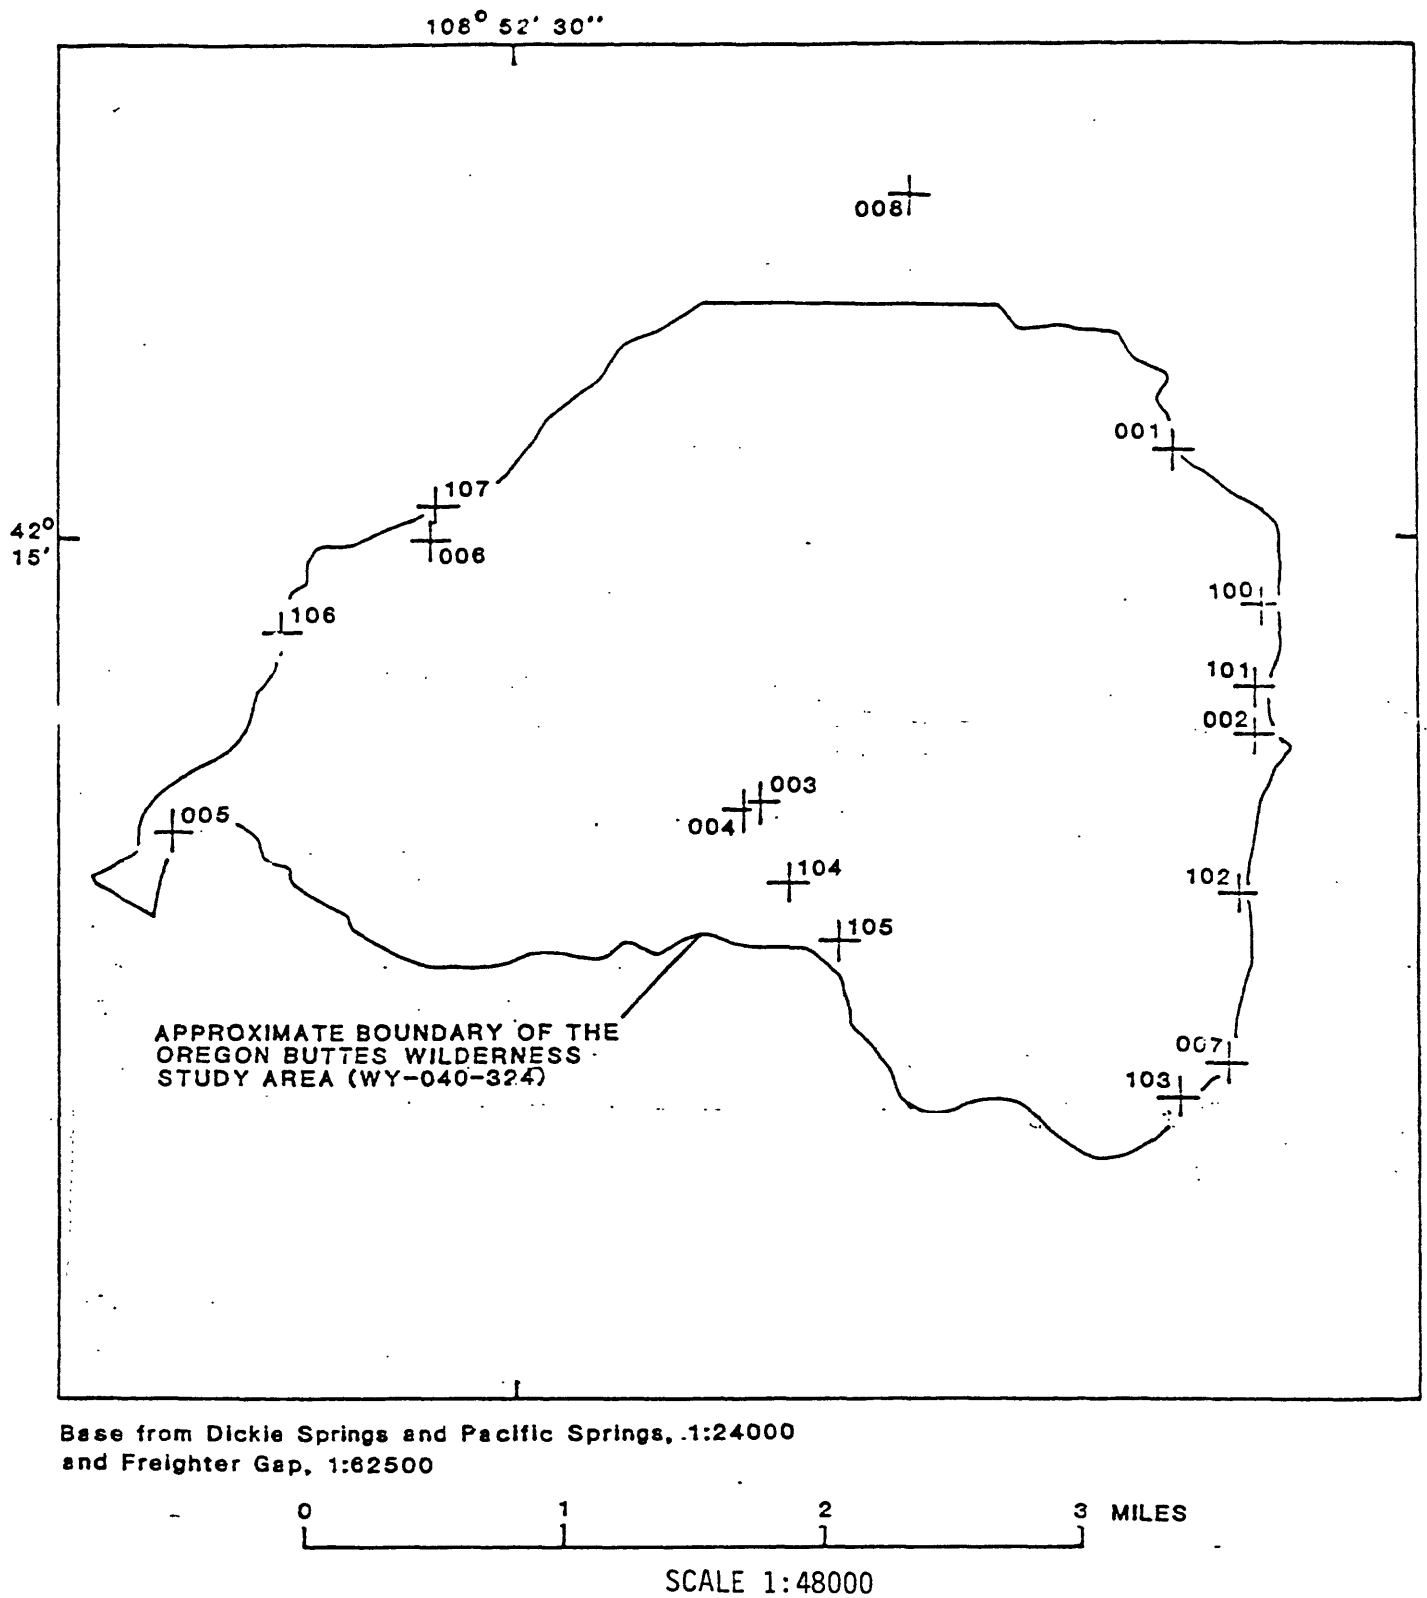 108° 52' 30"
008
001
107
42°
15'
006
100
106
101
002
003
005
004
104
102
105
APPROXIMATE BOUNDARY OF THE
OREGON BUTTES WILDERNESS
STUDY AREA (WY-040-324)
007
103
Base from Dickie Springs and Pacific Springs, 1:24000
and Freighter Gap, 1:62500
0 1 2 3 MILES
SCALE 1:48000